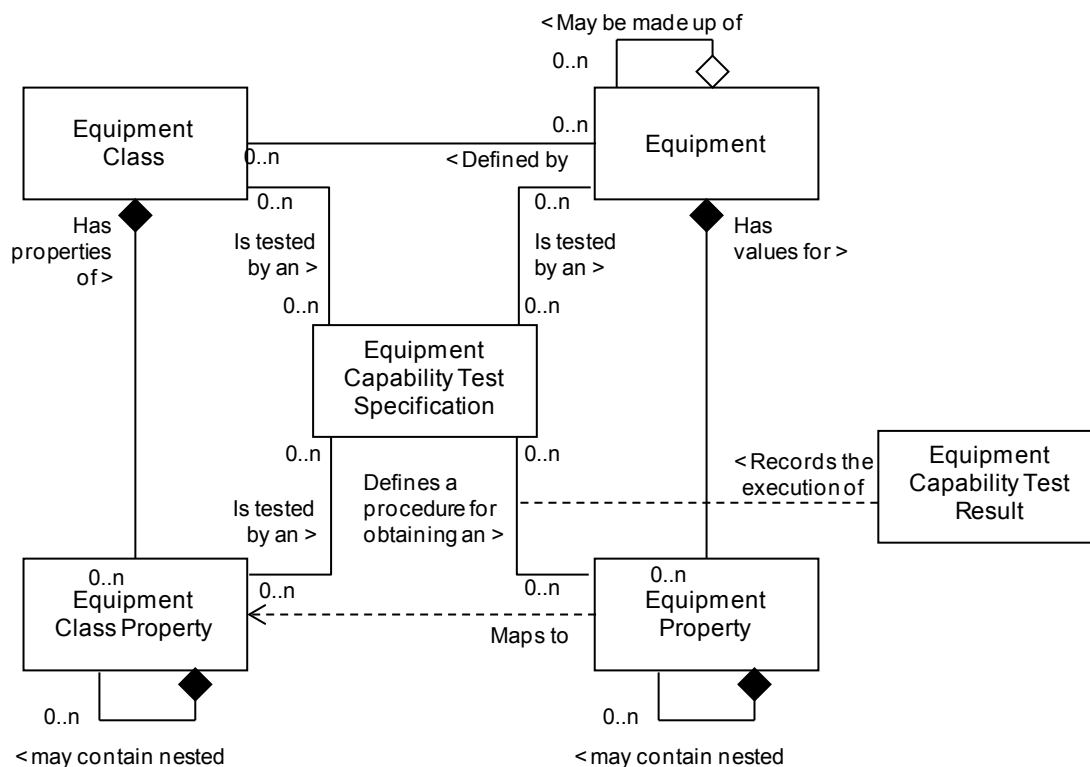 < May be made up of
0..n
0..n
Equipment
Class
Equipment
0..n
< Defined by
0..n
0..n
Has
properties
of >
Is tested
by an >
Is tested
by an >
Has
values for >
0..n
0..n
Equipment
Capability Test
Specification
0..n
0..n
< Records the
execution of
Equipment
Capability Test
Result
Is tested
by an >
Defines a
procedure for
obtaining an >
0..n
0..n
0..n
0..n
Equipment
Class Property
Equipment
Property
Maps to
0..n
0..n
< may contain nested
< may contain nested